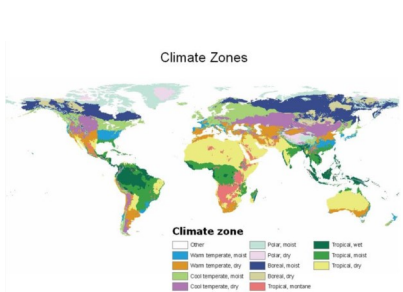 Climate Zones
Climate zone
Other
Warm temperate, moist
Warm temperate, dry
Cool temperate, moist
Cool temperate, dry
Polar, moist
Polar, dry
Boreal, moist
Boreal, dry
Tropical, montane
Tropical, wet
Tropical, moist
Tropical, dry